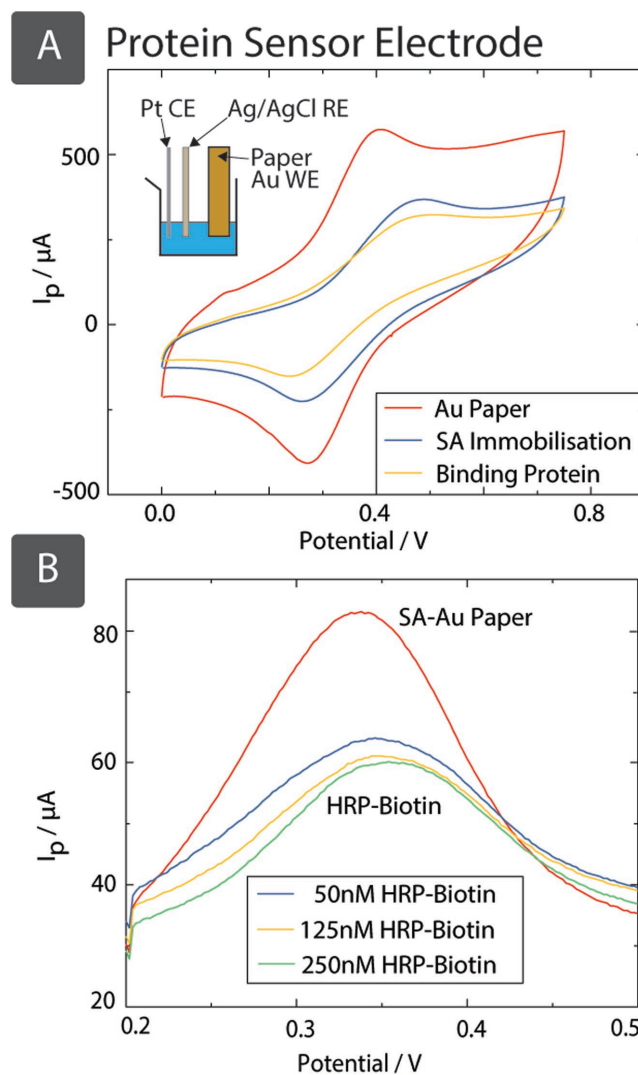 A Protein Sensor Electrode
Pt CE
Ag/AgCl RE
Paper
Au WE
500
0
-500
Ip / µA
0.0
0.4
0.8
Potential / V
Au Paper
SA Immobilisation
Binding Protein
B
SA-Au Paper
HRP-Biotin
80
60
40
20
Ip / µA
50nM HRP-Biotin
125nM HRP-Biotin
250nM HRP-Biotin
0.2
0.3
0.4
0.5
Potential / V